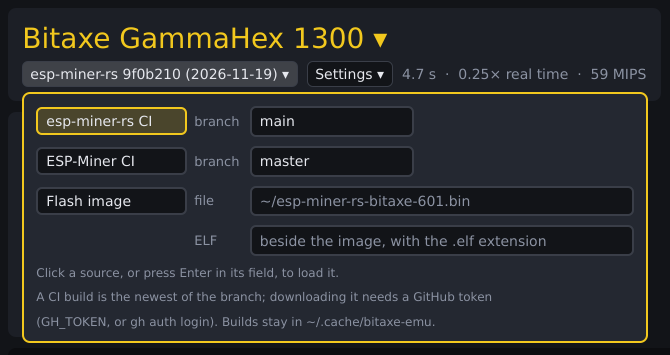 Bitaxe GammaHex 1300 ▾
esp-miner-rs 9f0b210 (2026-11-19) ▾ Settings ▾ 4.7 s · 0.25× real time · 59 MIPS
esp-miner-rs CI branch main
ESP-Miner CI branch master
Flash image file ~/esp-miner-rs-bitaxe-601.bin
ELF beside the image, with the .elf extension
Click a source, or press Enter in its field, to load it.
A CI build is the newest of the branch; downloading it needs a GitHub token
(GH_TOKEN, or gh auth login). Builds stay in ~/.cache/bitaxe-emu.